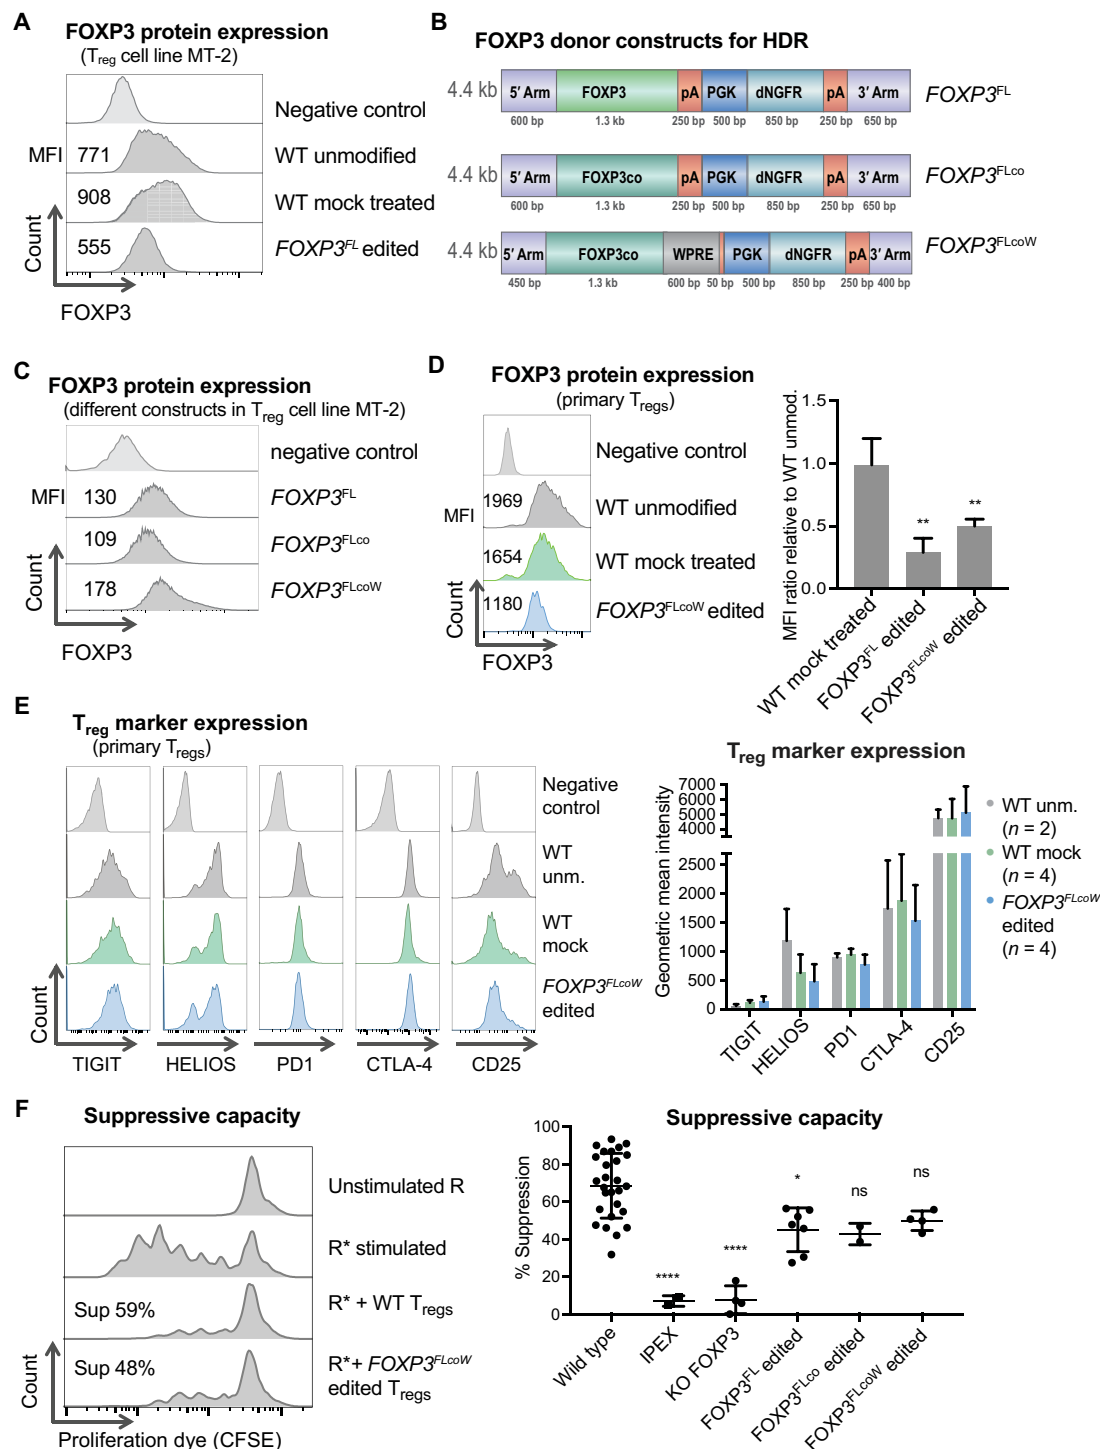 A
FOXP3 protein expression
(Treg cell line MT-2)
Negative control
MFI 771 WT unmodified
908 WT mock treated
555 FOXP3FL edited
Count
FOXP3
B
FOXP3 donor constructs for HDR
4.4 kb 5′ Arm FOXP3 pA PGK dNGFR pA 3′ Arm FOXP3FL
600 bp 1.3 kb 250 bp 500 bp 850 bp 250 bp 650 bp
4.4 kb 5′ Arm FOXP3co pA PGK dNGFR pA 3′ Arm FOXP3FLco
600 bp 1.3 kb 250 bp 500 bp 850 bp 250 bp 650 bp
4.4 kb 5′ Arm FOXP3co WPRE PGK dNGFR pA 3′ Arm FOXP3FLcoW
450 bp 1.3 kb 600 bp 50 bp 500 bp 850 bp 250 bp 400 bp
C
FOXP3 protein expression
(different constructs in Treg cell line MT-2)
negative control
MFI 130 FOXP3FL
109 FOXP3FLco
178 FOXP3FLcoW
Count
FOXP3
D
FOXP3 protein expression
(primary Tregs)
Negative control
1969 WT unmodified
MFI
1654 WT mock treated
1180 FOXP3FLcoW edited
Count
FOXP3
MFI ratio relative to WT unmod.
1.5
1.0
0.5
0.0
** **
WT mock treated
FOXP3FL edited
FOXP3FLcoW edited
E
Treg marker expression
(primary Tregs)
Negative
control
WT
unm.
WT
mock
FOXP3FLcoW
edited
Count
TIGIT HELIOS PD1 CTLA-4 CD25
Treg marker expression
Geometric mean intensity
7000
6000
5000
4000
2500
2000
1500
1000
500
0
TIGIT
HELIOS
PD1
CTLA-4
CD25
WT unm.
(n = 2)
WT mock
(n = 4)
FOXP3FLcoW
edited
(n = 4)
F
Suppressive capacity
Unstimulated R
R* stimulated
Sup 59% R* + WT Tregs
Sup 48% R*+ FOXP3FLcoW
edited Tregs
Count
Proliferation dye (CFSE)
Suppressive capacity
% Suppression
100
80
60
40
20
0
**** **** * ns ns
Wild type
IPEX
KO FOXP3
FOXP3FL edited
FOXP3FLco edited
FOXP3FLcoW edited